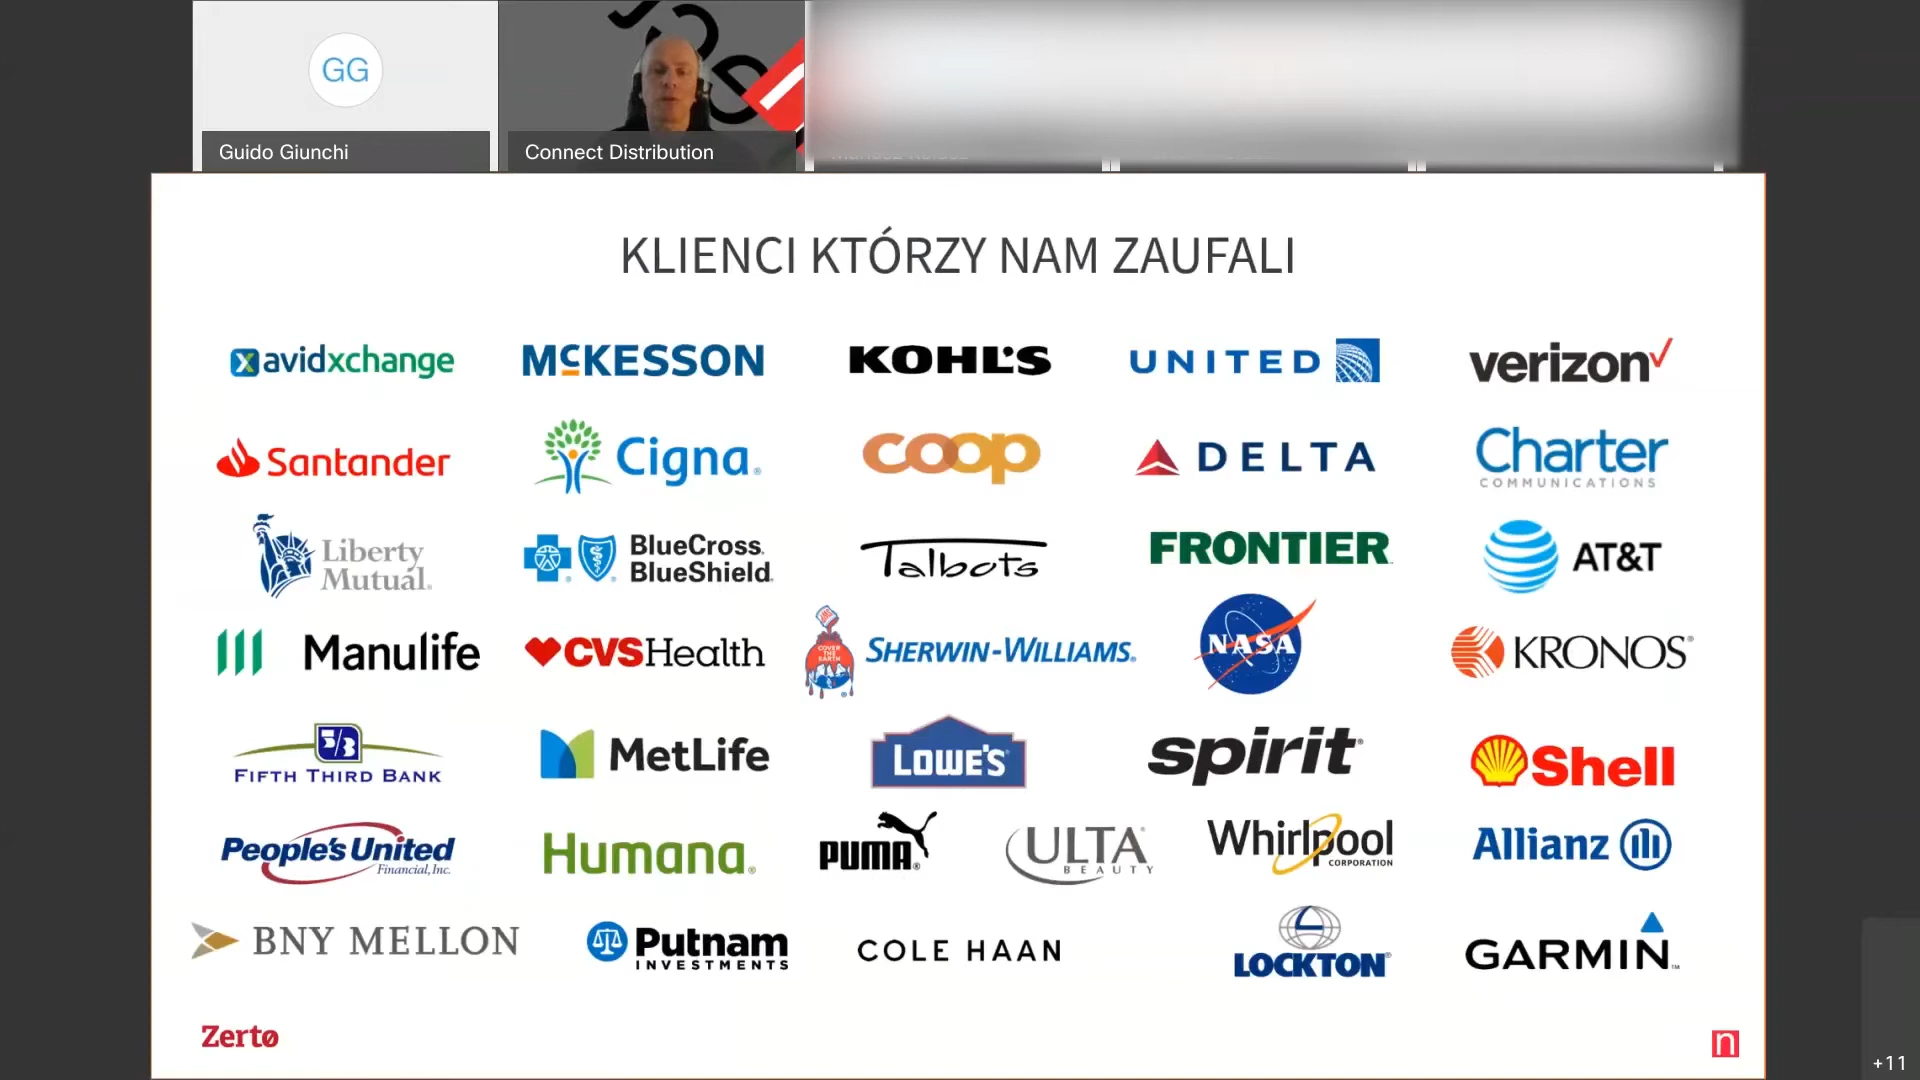 GG
Guido Giunchi
Connect Distribution
KLIENCI KTÓRZY NAM ZAUFALI
avidxchange
MCKESSON
KOHL'S
UNITED
verizon
Santander
Cigna®
coop
DELTA
Charter
COMMUNICATIONS
Liberty
Mutual®
BlueCross®
BlueShield®
Talbots
FRONTIER
AT&T
Manulife
CVSHealth
COVER
THE
EARTH
SHERWIN-WILLIAMS®
NASA
KRONOS®
5/3
FIFTH THIRD BANK
MetLife
LOWE'S
spirit®
Shell
People's United
Financial, Inc.
Humana®
PUMA®
ULTA®
BEAUTY
Whirlpool
CORPORATION
Allianz
BNY MELLON
Putnam
INVESTMENTS
COLE HAAN
LOCKTON®
GARMIN™
Zerto
n
+11